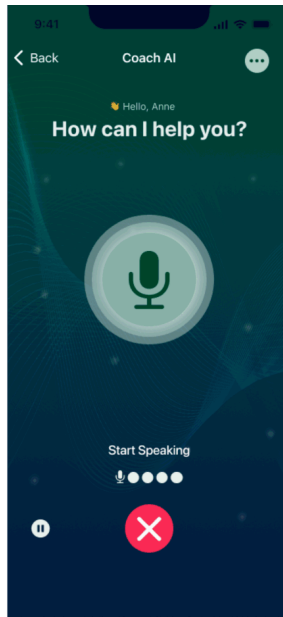 9:41
Back
Coach AI
Hello, Anne
How can I help you?
Start Speaking